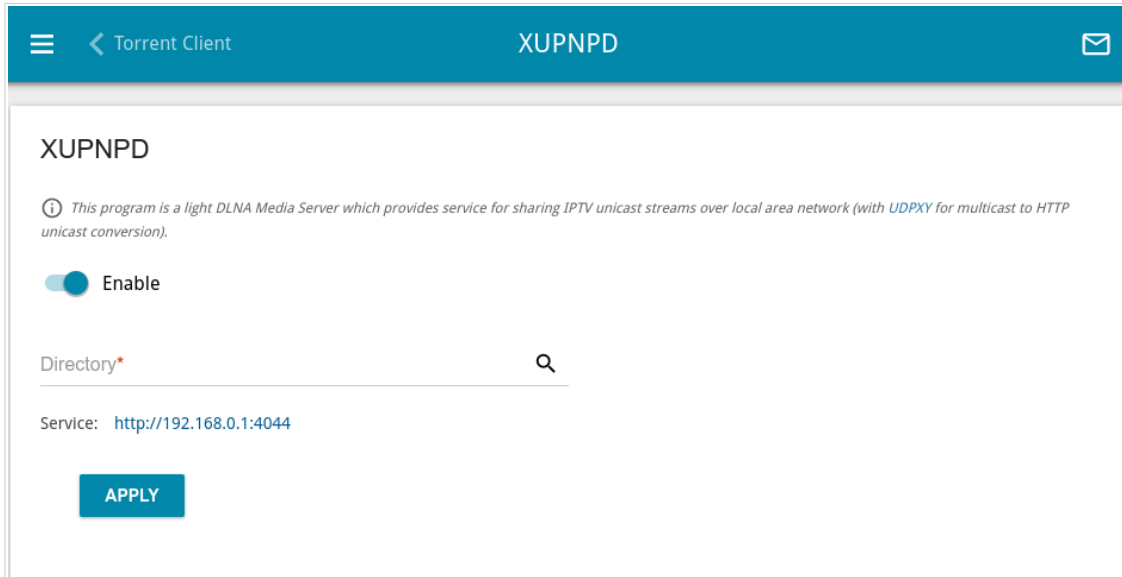 Torrent Client
XUPNPD
XUPNPD
This program is a light DLNA Media Server which provides service for sharing IPTV unicast streams over local area network (with UDPXY for multicast to HTTP
unicast conversion).
Enable
Directory*
Service: http://192.168.0.1:4044
APPLY